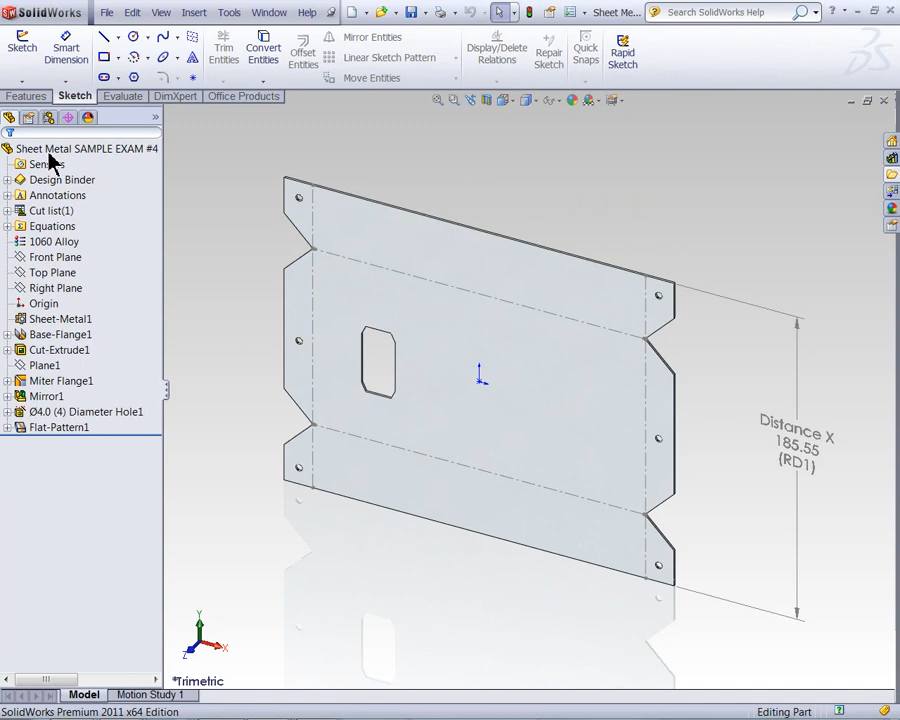 SolidWorks File Edit View Insert Tools Window Help Sheet Me... Search SolidWorks Help
Sketch Smart Dimension Trim Entities Convert Entities Offset Entities Mirror Entities Linear Sketch Pattern Move Entities Display/Delete Relations Repair Sketch Quick Snaps Rapid Sketch
Features Sketch Evaluate DimXpert Office Products
Sheet Metal SAMPLE EXAM #4
Design Binder
Annotations
Cut list(1)
Equations
1060 Alloy
Front Plane
Top Plane
Right Plane
Origin
Sheet-Metal1
Base-Flange1
Cut-Extrude1
Plane1
Miter Flange1
Mirror1
Ø4.0 (4) Diameter Hole1
Flat-Pattern1
Distance X
185.55
(RD1)
Y
X
Z
*Trimetric
Model Motion Study 1
SolidWorks Premium 2011 x64 Edition Editing Part